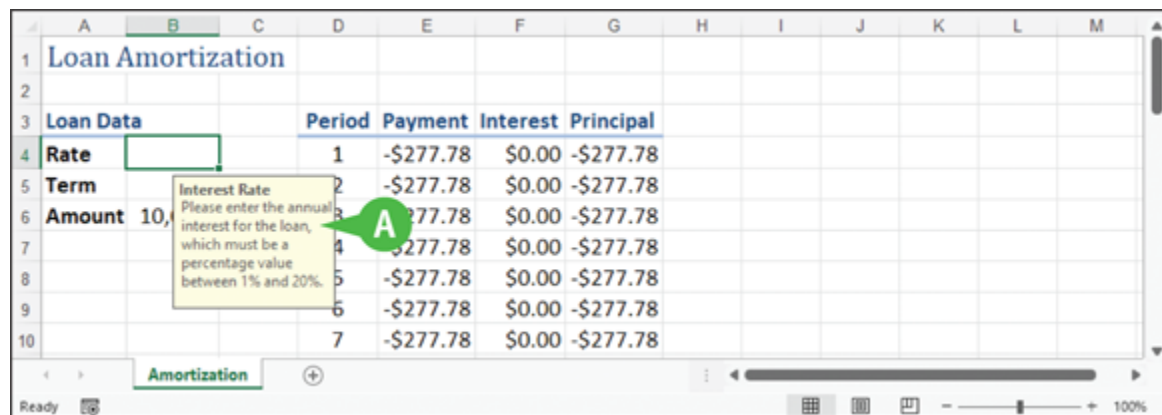 A B C D E F G H I J K L M
1 Loan Amortization
2
3 Loan Data Period Payment Interest Principal
4 Rate 1 -$277.78 $0.00 -$277.78
5 Term 2 -$277.78 $0.00 -$277.78
6 Amount 10, 277.78 $0.00 -$277.78
7 4 -$277.78 $0.00 -$277.78
8 5 -$277.78 $0.00 -$277.78
9 6 -$277.78 $0.00 -$277.78
10 7 -$277.78 $0.00 -$277.78
Interest Rate
Please enter the annual
interest for the loan,
which must be a
percentage value
between 1% and 20%.
A
Amortization
Ready 100%